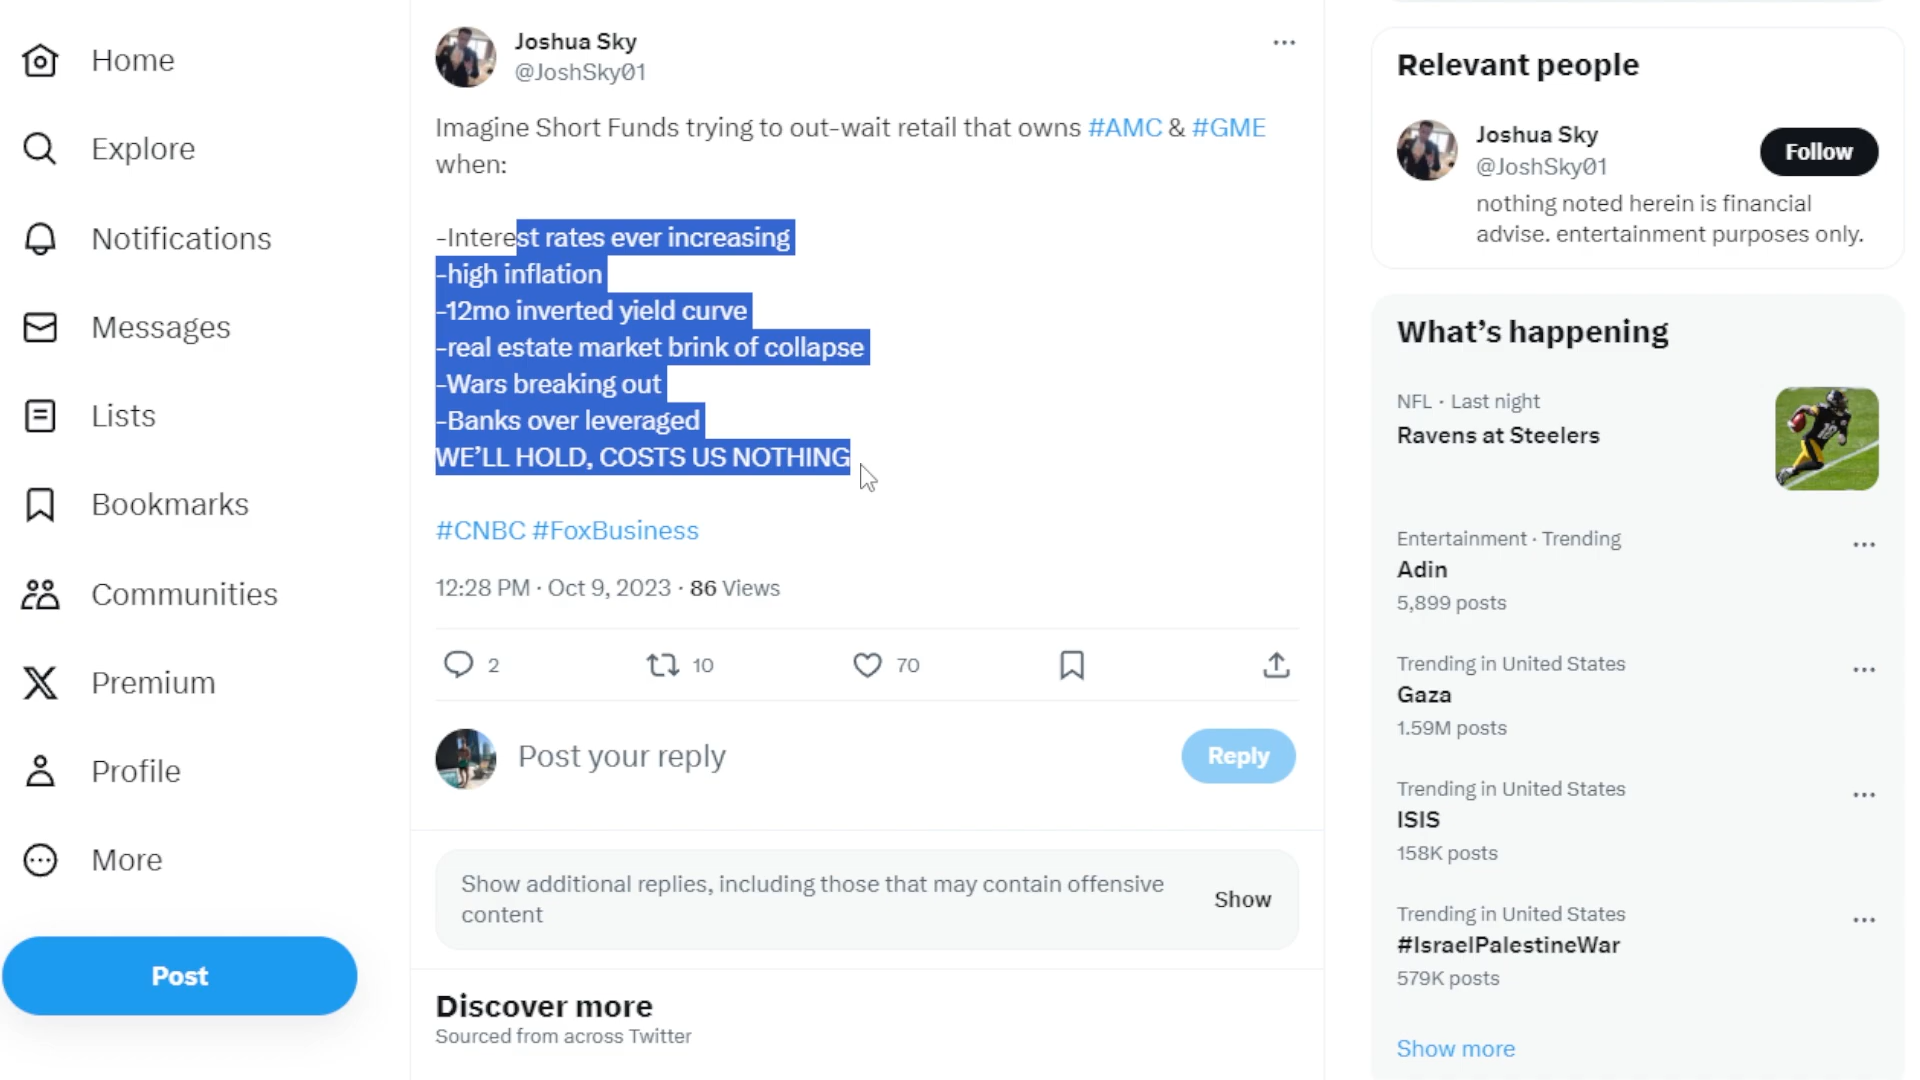 Home
Explore
Notifications
Messages
Lists
Bookmarks
Communities
Premium
Profile
More
Post
Joshua Sky
@JoshSky01
Imagine Short Funds trying to out-wait retail that owns #AMC & #GME
when:
-Interest rates ever increasing
-high inflation
-12mo inverted yield curve
-real estate market brink of collapse
-Wars breaking out
-Banks over leveraged
WE'LL HOLD, COSTS US NOTHING
#CNBC #FoxBusiness
12:28 PM · Oct 9, 2023 · 86 Views
2 10 70
Post your reply
Reply
Show additional replies, including those that may contain offensive
content
Show
Discover more
Sourced from across Twitter
Relevant people
Joshua Sky
@JoshSky01
Follow
nothing noted herein is financial
advise. entertainment purposes only.
What's happening
NFL · Last night
Ravens at Steelers
Entertainment · Trending
Adin
5,899 posts
Trending in United States
Gaza
1.59M posts
Trending in United States
ISIS
158K posts
Trending in United States
#IsraelPalestineWar
579K posts
Show more